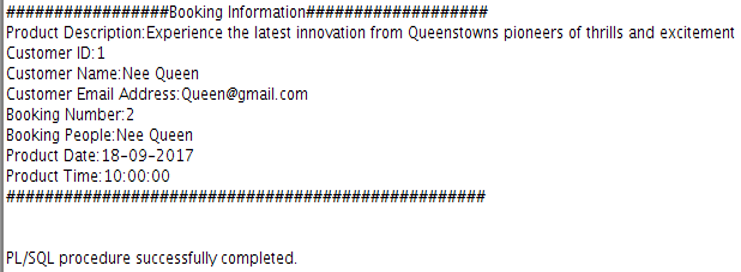 #################Booking Information###################
Product Description:Experience the latest innovation from Queenstowns pioneers of thrills and excitement
Customer ID:1
Customer Name:Nee Queen
Customer Email Address:Queen@gmail.com
Booking Number:2
Booking People:Nee Queen
Product Date:18-09-2017
Product Time:10:00:00
##################################################
PL/SQL procedure successfully completed.